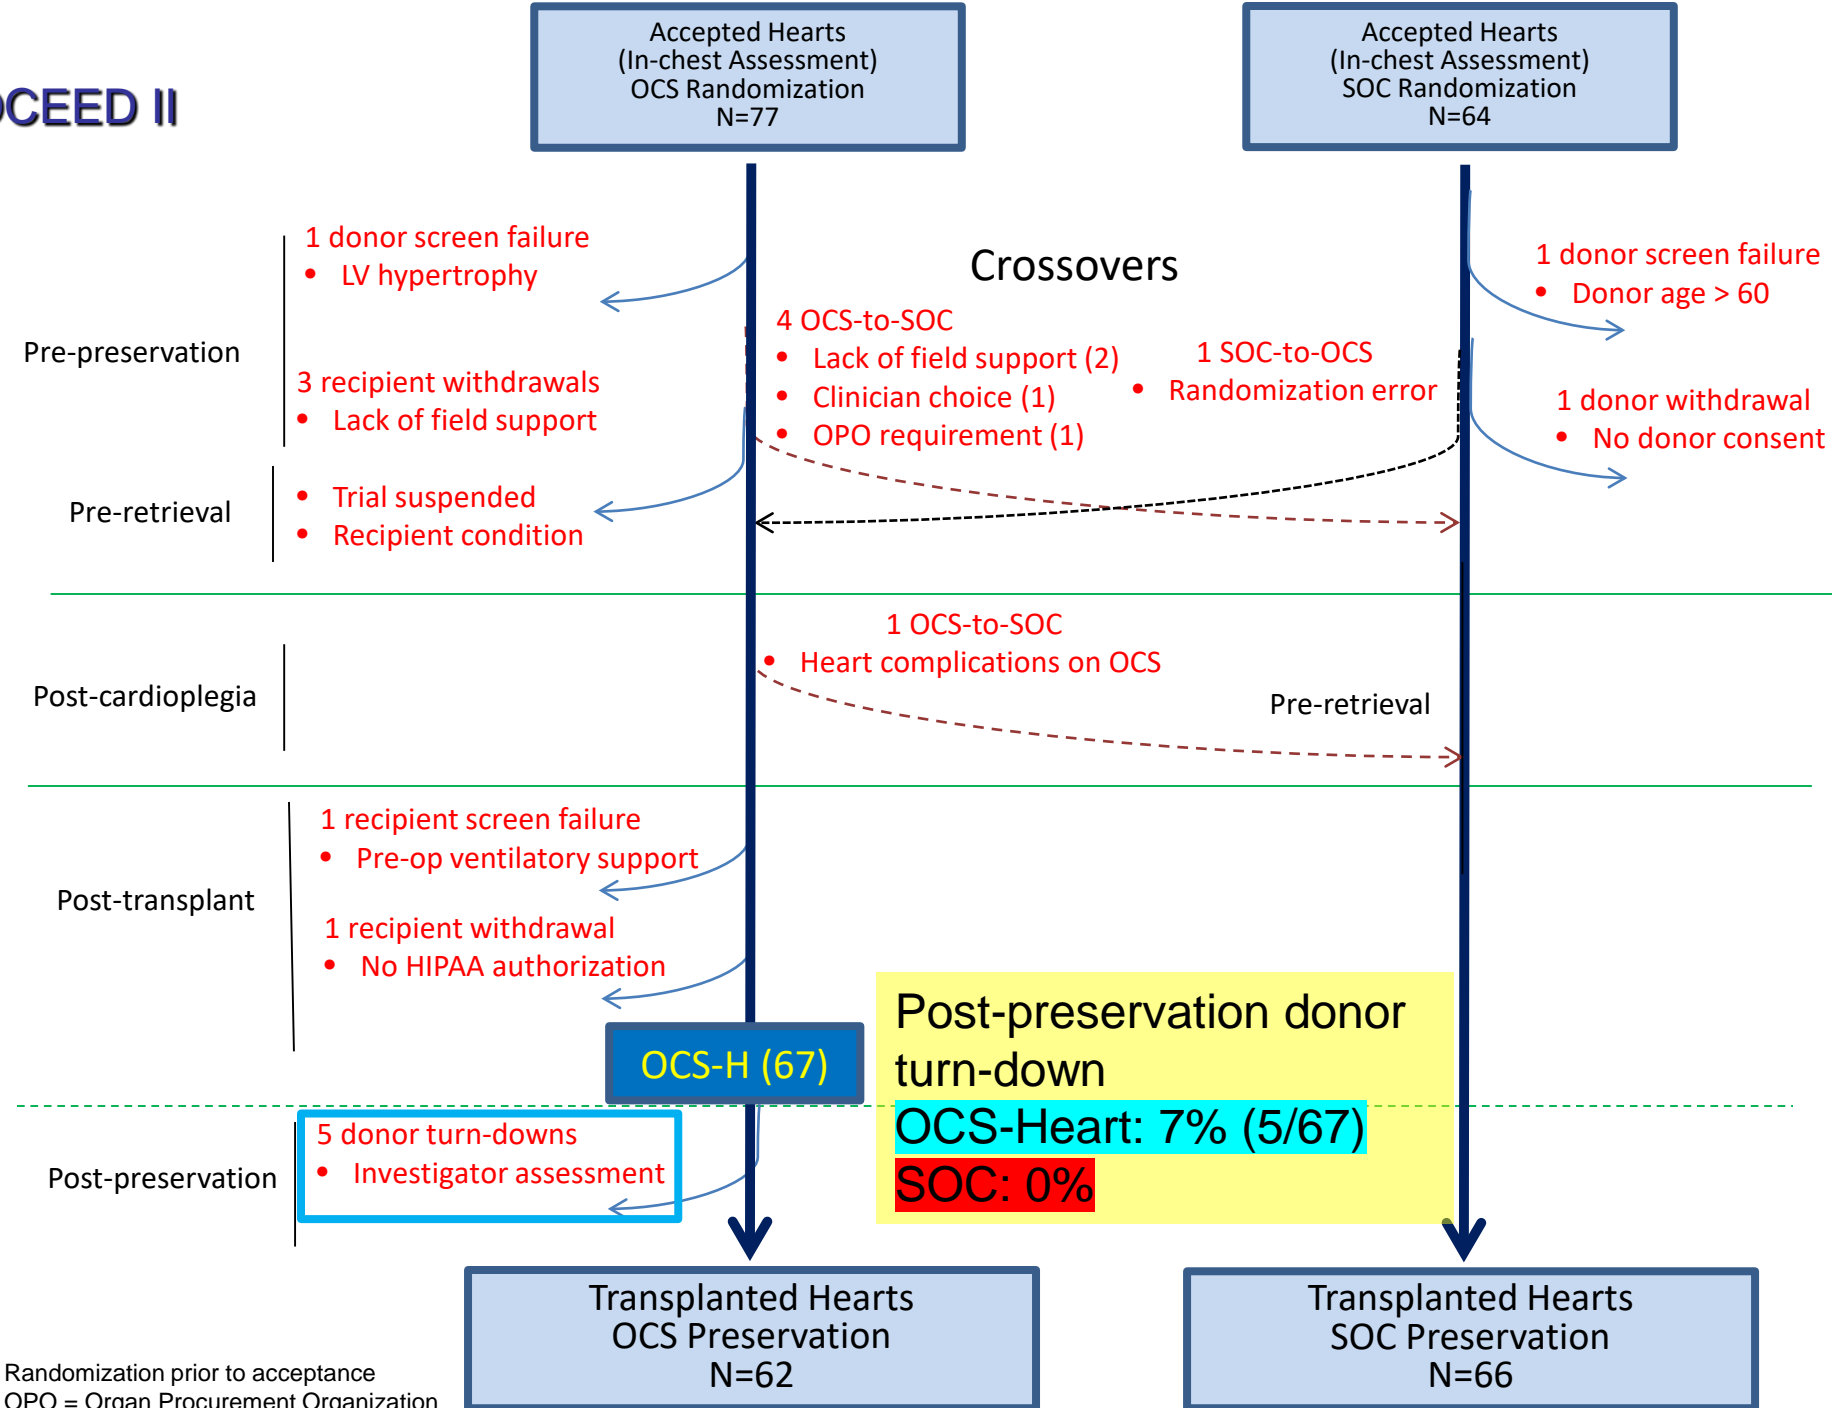 OCEED II
Accepted Hearts
(In-chest Assessment)
OCS Randomization
N=77
Accepted Hearts
(In-chest Assessment)
SOC Randomization
N=64
Crossovers
Pre-preservation
1 donor screen failure
• LV hypertrophy
3 recipient withdrawals
• Lack of field support
4 OCS-to-SOC
• Lack of field support (2)
• Clinician choice (1)
• OPO requirement (1)
1 SOC-to-OCS
• Randomization error
1 donor screen failure
• Donor age > 60
1 donor withdrawal
• No donor consent
Pre-retrieval
• Trial suspended
• Recipient condition
Post-cardioplegia
1 OCS-to-SOC
• Heart complications on OCS
Pre-retrieval
Post-transplant
1 recipient screen failure
• Pre-op ventilatory support
1 recipient withdrawal
• No HIPAA authorization
OCS-H (67)
Post-preservation donor
turn-down
OCS-Heart: 7% (5/67)
SOC: 0%
Post-preservation
5 donor turn-downs
• Investigator assessment
Transplanted Hearts
OCS Preservation
N=62
Transplanted Hearts
SOC Preservation
N=66
Randomization prior to acceptance
OPO = Organ Procurement Organization